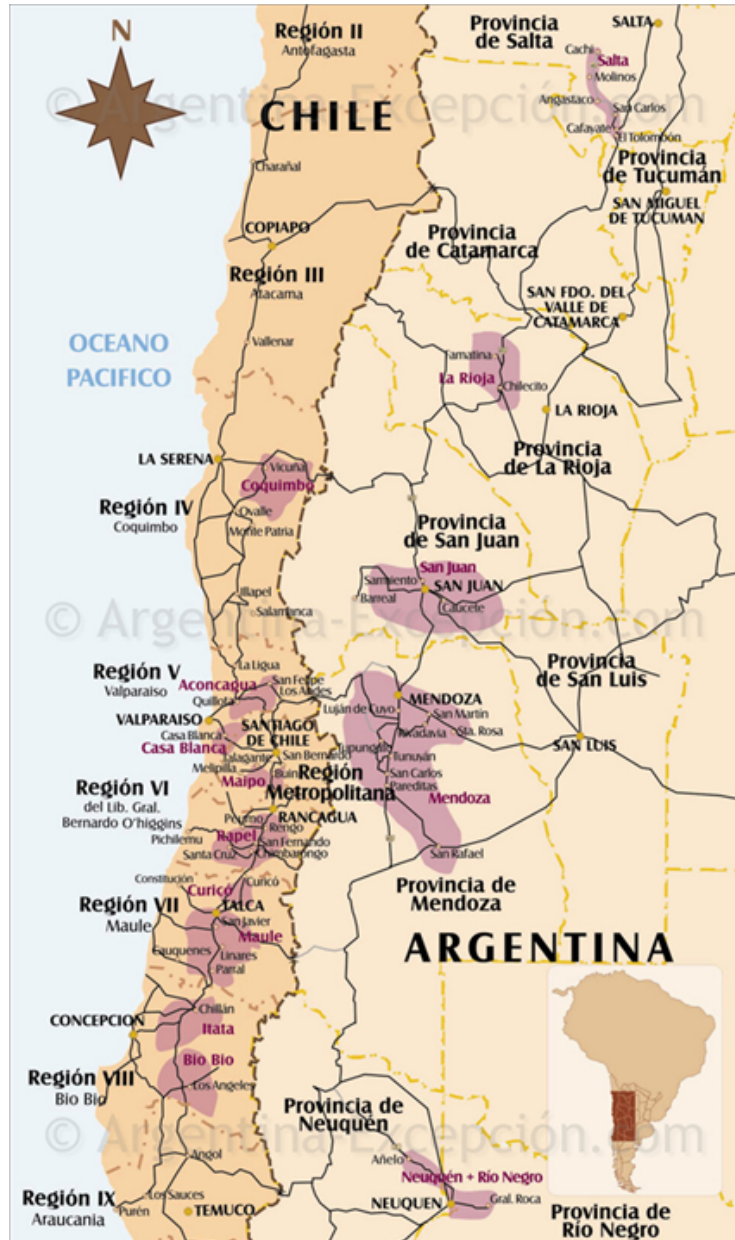 N
Región II
Antofagasta
CHILE
© Argentina-Excepción.com
Charañal
COPIAPO
Región III
Atacama
OCEANO
PACIFICO
Vallenar
LA SERENA
Vicuñal
Coquimbo
Región IV
Coquimbo
Ovalle
Monte Patria
Illapel
Salamanca
© Argentina-Excepción.com
La Ligua
Región V
Valparaiso
Aconcagua
San Felipe
Los Andes
Quillota
VALPARAISO
Casa Blanca
Casa Blanca
SANTIAGO
DE CHILE
Talagante
San Bernardo
Melipilla
Buin
Maipo
Región
Metropolitana
Región VI
del Lib. Gral.
Bernardo O'higgins
Peumo
RANCAGUA
Rengo
Pichilemu
Rapel
San Fernando
Santa Cruz
Chimbarongo
Constitución
Curicó
Curicó
Región VII
Maule
TALCA
San Javier
Maule
Cauquenes
Linares
Parral
Chillán
CONCEPCION
Itata
Región VIII
Bio Bio
Bio Bio
Los Angeles
© Argentina-Excepción.com
Angol
Región IX
Araucania
Los Sauces
Purén
TEMUCO
Provincia
de Salta
SALTA
Cachi
Salta
Molinos
Angastaco
San Carlos
Cafayate
El Tolombón
Provincia
de Tucumán
SAN MIGUEL
DE TUCUMAN
Provincia
de Catamarca
SAN FDO. DEL
VALLE DE
CATAMARCA
Famatina
La Rioja
Chilecito
LA RIOJA
Provincia
de La Rioja
Provincia
de San Juan
San Juan
Sarmiento
SAN JUAN
Barreal
Caucete
Provincia
de San Luis
MENDOZA
Luján de Cuyo
San Martín
Rivadavia
Sta. Rosa
SAN LUIS
Tupungato
Tunuyán
San Carlos
Pareditas
Mendoza
San Rafael
Provincia de
Mendoza
ARGENTINA
Provincia de
Neuquén
Añelo
Neuquén + Río Negro
NEUQUEN
Gral. Roca
Provincia de
Río Negro